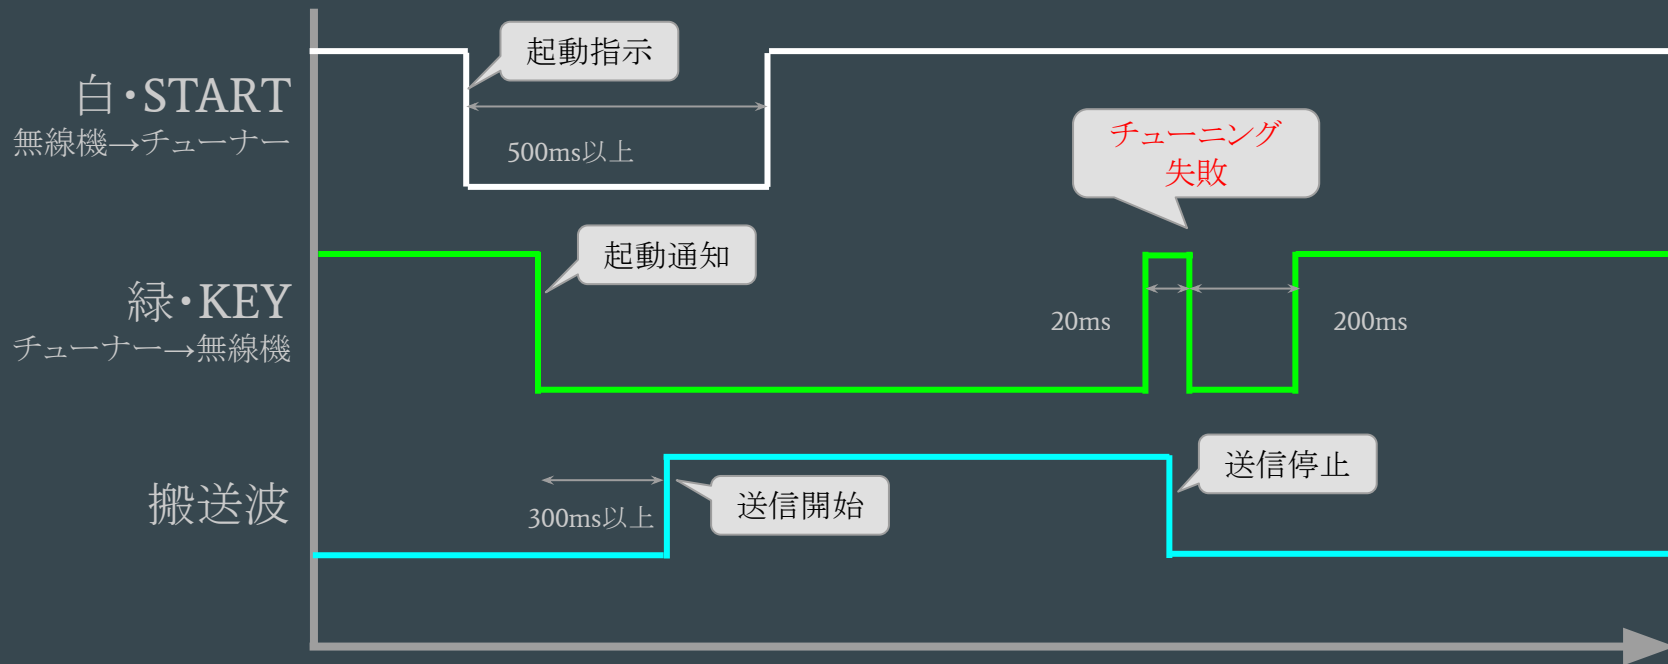 起動指示
白・START
無線機→チューナー
500ms以上
チューニング
失敗
起動通知
緑・KEY
チューナー→無線機
20ms
200ms
搬送波
送信停止
送信開始
300ms以上